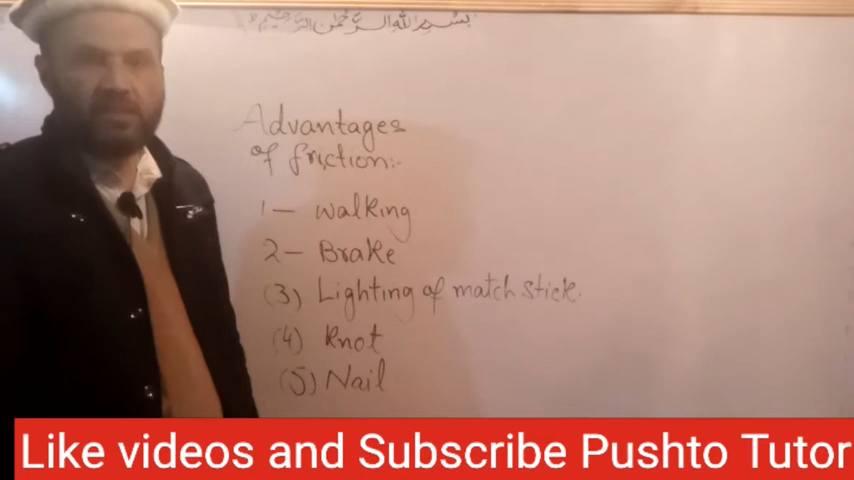 بسم الله الرحمن الرحيم
Advantages
of friction:-
1- Walking
2- Brake
(3) Lighting of match stick.
(4) Knot
(5) Nail
Like videos and Subscribe Pushto Tutor